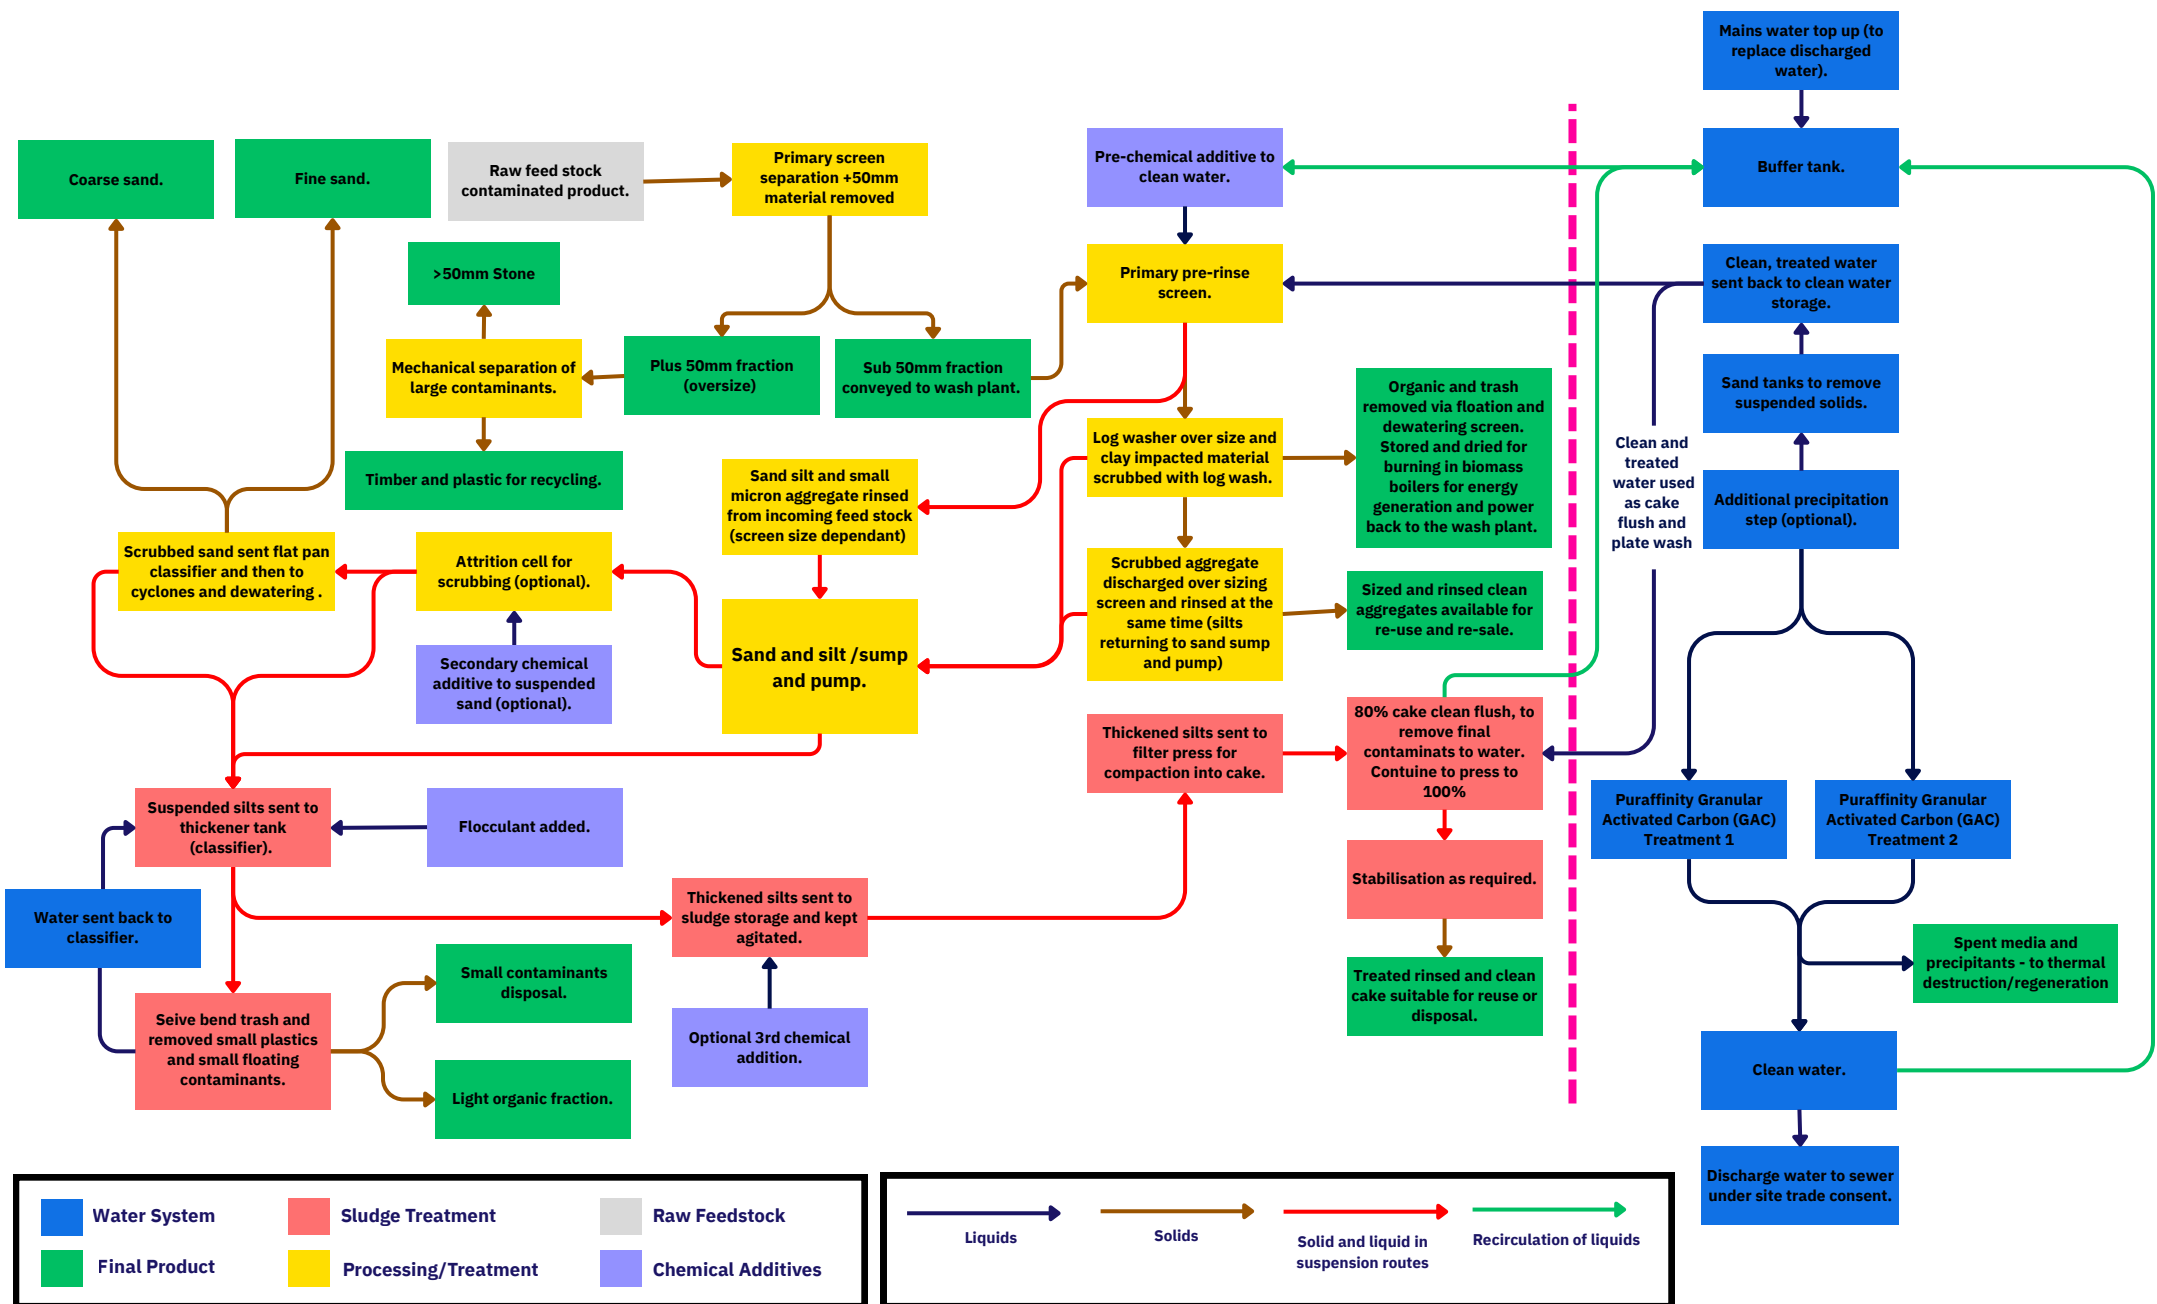 Mains water top up (to
replace discharged
water).
Coarse sand.
Fine sand.
Raw feed stock
contaminated product.
Primary screen
separation +50mm
material removed
Pre-chemical additive to
clean water.
Buffer tank.
>50mm Stone
Primary pre-rinse
screen.
Clean, treated water
sent back to clean water
storage.
Mechanical separation of
large contaminants.
Plus 50mm fraction
(oversize)
Sub 50mm fraction
conveyed to wash plant.
Organic and trash
removed via floation and
dewatering screen.
Stored and dried for
burning in biomass
boilers for energy
generation and power
back to the wash plant.
Sand tanks to remove
suspended solids.
Timber and plastic for recycling.
Sand silt and small
micron aggregate rinsed
from incoming feed stock
(screen size dependant)
Log washer over size and
clay impacted material
scrubbed with log wash.
Clean and
treated
water used
as cake
flush and
plate wash
Additional precipitation
step (optional).
Scrubbed sand sent flat pan
classifier and then to
cyclones and dewatering .
Attrition cell for
scrubbing (optional).
Scrubbed aggregate
discharged over sizing
screen and rinsed at the
same time (silts
returning to sand sump
and pump)
Sized and rinsed clean
aggregates available for
re-use and re-sale.
Secondary chemical
additive to suspended
sand (optional).
Sand and silt /sump
and pump.
Thickened silts sent to
filter press for
compaction into cake.
80% cake clean flush, to
remove final
contaminats to water.
Contuine to press to
100%
Suspended silts sent to
thickener tank
(classifier).
Flocculant added.
Puraffinity Granular
Activated Carbon (GAC)
Treatment 1
Puraffinity Granular
Activated Carbon (GAC)
Treatment 2
Water sent back to
classifier.
Thickened silts sent to
sludge storage and kept
agitated.
Stabilisation as required.
Small contaminants
disposal.
Treated rinsed and clean
cake suitable for reuse or
disposal.
Spent media and
precipitants - to thermal
destruction/regeneration
Seive bend trash and
removed small plastics
and small floating
contaminants.
Optional 3rd chemical
addition.
Light organic fraction.
Clean water.
Discharge water to sewer
under site trade consent.
Water System
Sludge Treatment
Raw Feedstock
Final Product
Processing/Treatment
Chemical Additives
Liquids
Solids
Solid and liquid in
suspension routes
Recirculation of liquids